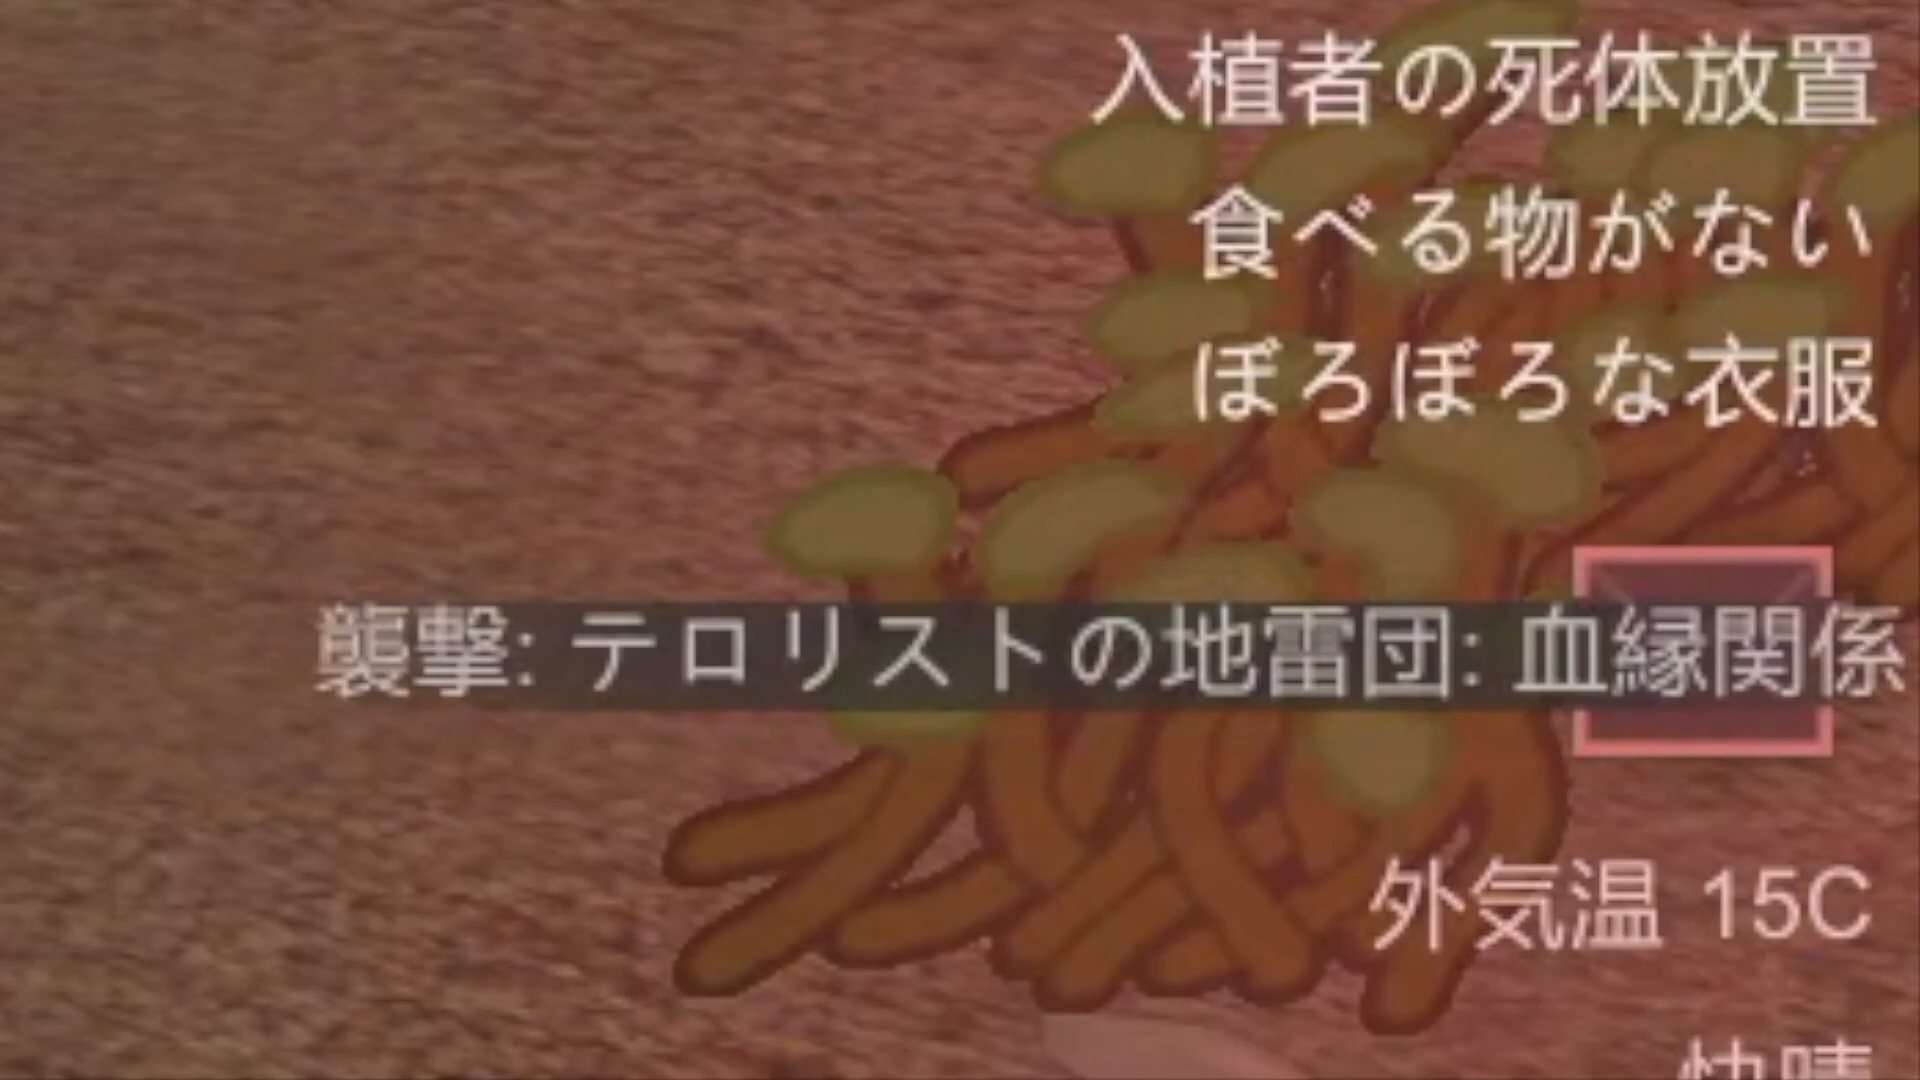 入植者の死体放置
食べる物がない
ぼろぼろな衣服
襲撃: テロリストの地雷団: 血縁関係
外気温 15C
快晴